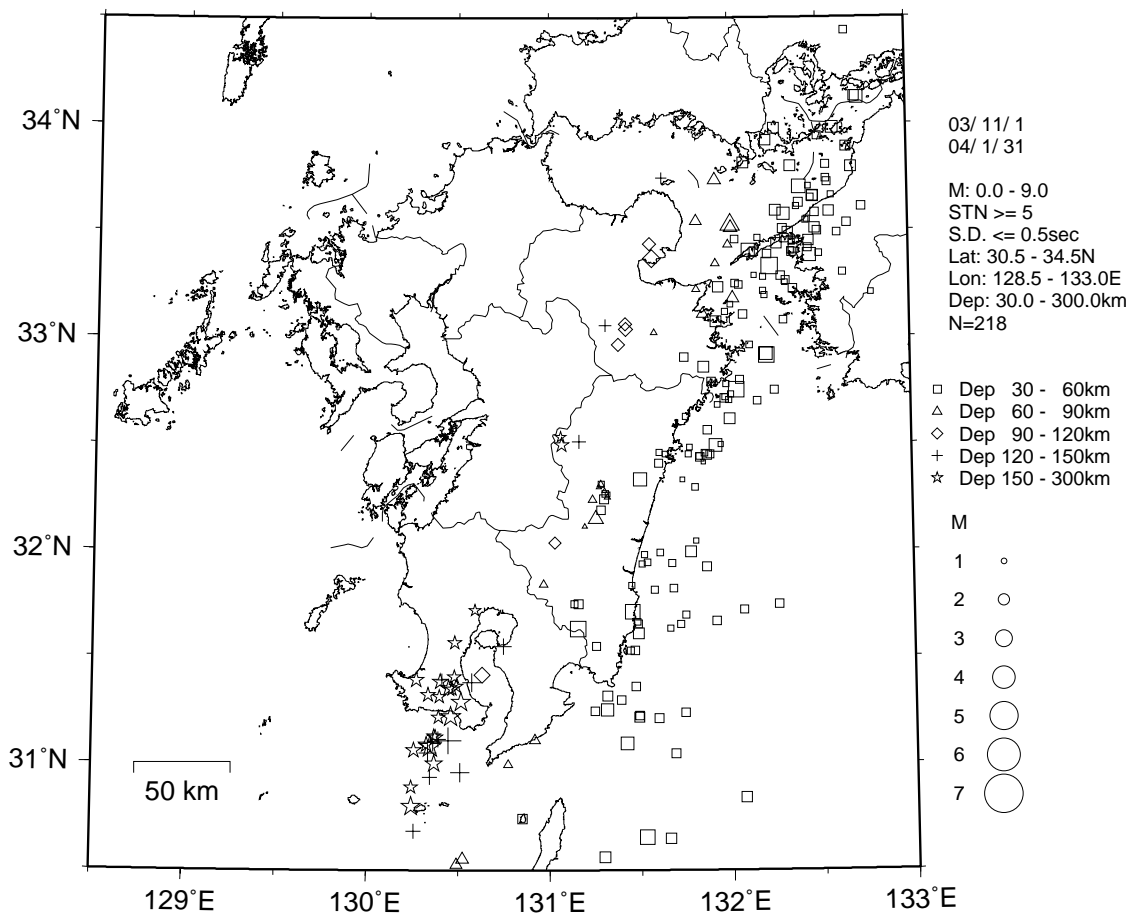 34°N
33°N
32°N
31°N
129°E
130°E
131°E
132°E
133°E
50 km
03/ 11/ 1
04/ 1/ 31
M: 0.0 - 9.0
STN >= 5
S.D. <= 0.5sec
Lat: 30.5 - 34.5N
Lon: 128.5 - 133.0E
Dep: 30.0 - 300.0km
N=218
Dep 30 - 60km
Dep 60 - 90km
Dep 90 - 120km
Dep 120 - 150km
Dep 150 - 300km
M
1
2
3
4
5
6
7